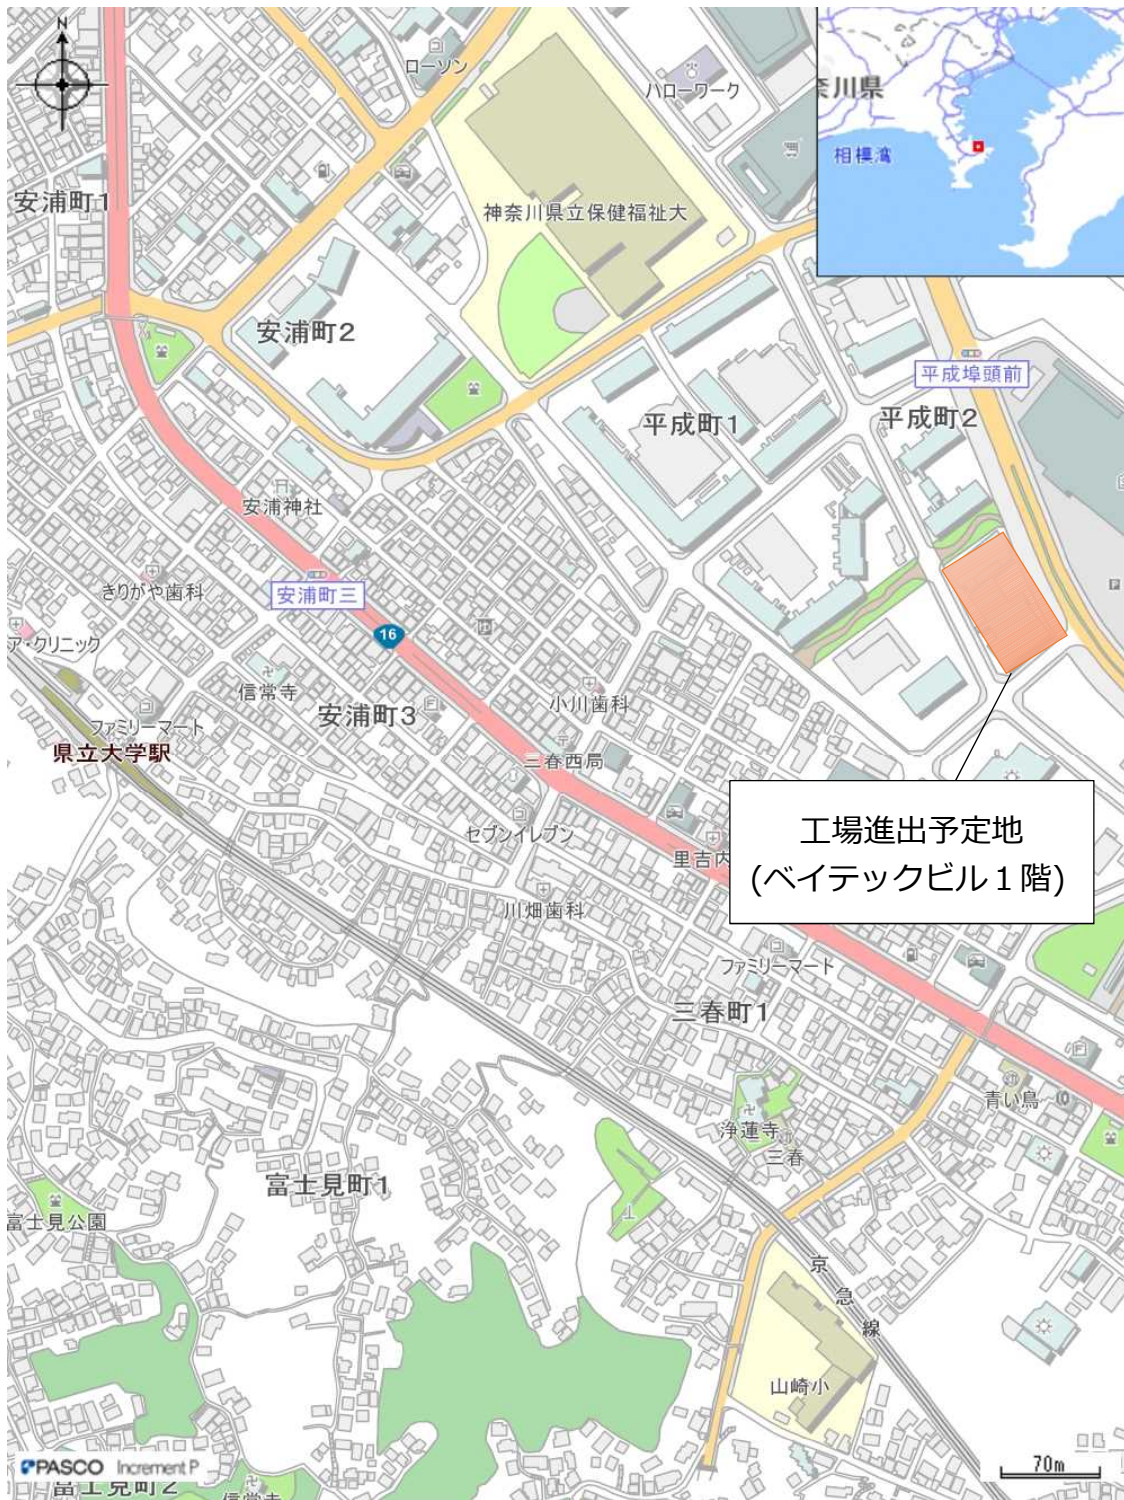 N
ローソン
ハローワーク
奈川県
相模湾
安浦町1
神奈川県立保健福祉大
安浦町2
平成埠頭前
平成町1
平成町2
安浦神社
きりがや歯科
安浦町三
16
ア・クリニック
信常寺
安浦町3
小川歯科
ファミリーマート
県立大学駅
三春西局
セブンイレブン
里吉内
工場進出予定地
(ベイテックビル１階)
川畑歯科
ファミリーマート
三春町1
青い鳥
浄蓮寺
三春
富士見町1
富士見公園
京急線
山崎小
PASCO Increment P
70m
富士見町2
信常寺